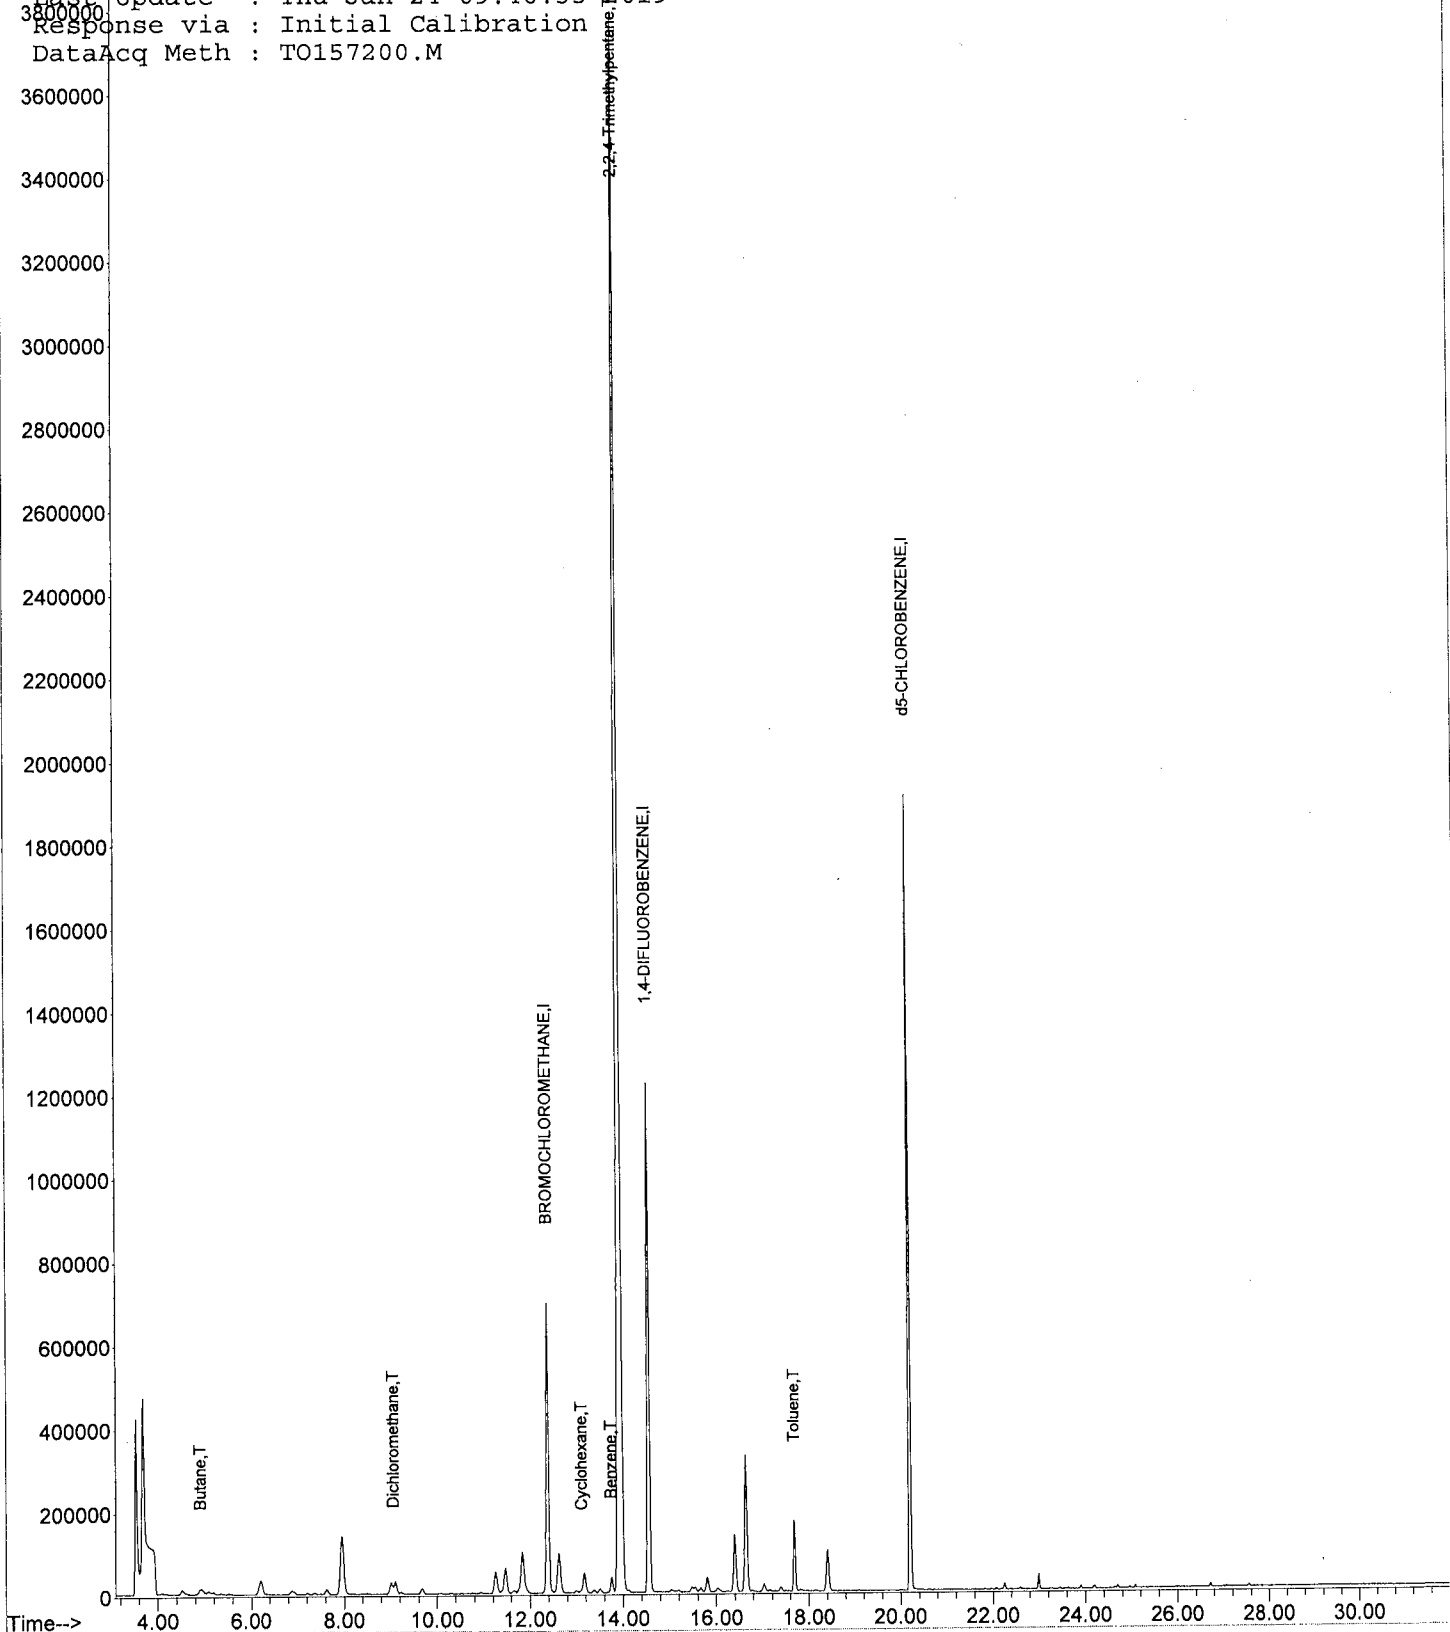 Response via : Initial Calibration
DataAcq Meth : TO157200.M
3800000
3600000
3400000
3200000
3000000
2800000
2600000
2400000
2200000
2000000
1800000
1600000
1400000
1200000
1000000
800000
600000
400000
200000
0
Butane,T
Dichloromethane,T
BROMOCHLOROMETHANE,I
Cyclohexane,T
Benzene,T
2,2,4-Trimethylpentane,T
1,4-DIFLUOROBENZENE,I
Toluene,T
d5-CHLOROBENZENE,I
Time--> 4.00 6.00 8.00 10.00 12.00 14.00 16.00 18.00 20.00 22.00 24.00 26.00 28.00 30.00